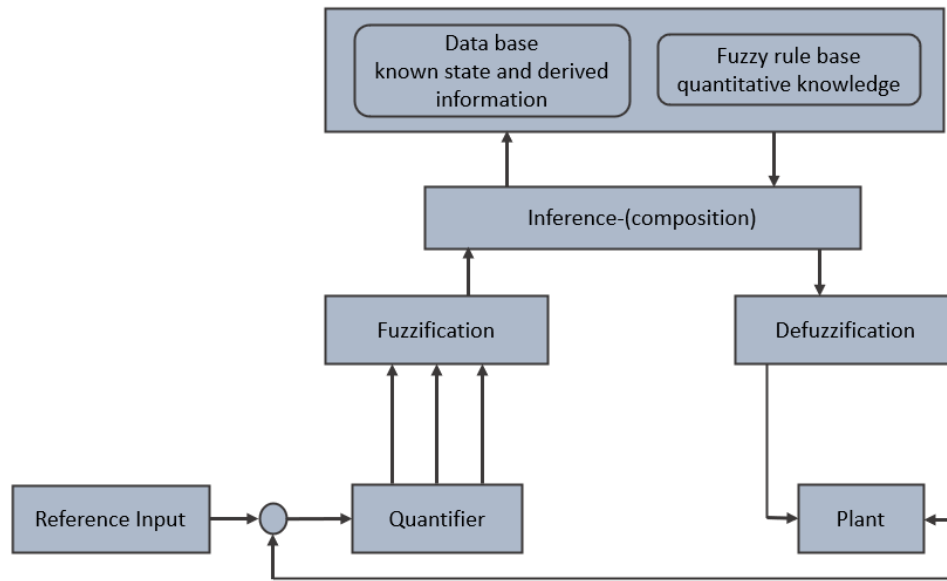 Data base
known state and derived
information
Fuzzy rule base
quantitative knowledge
Inference-(composition)
Fuzzification
Defuzzification
Reference Input
Quantifier
Plant